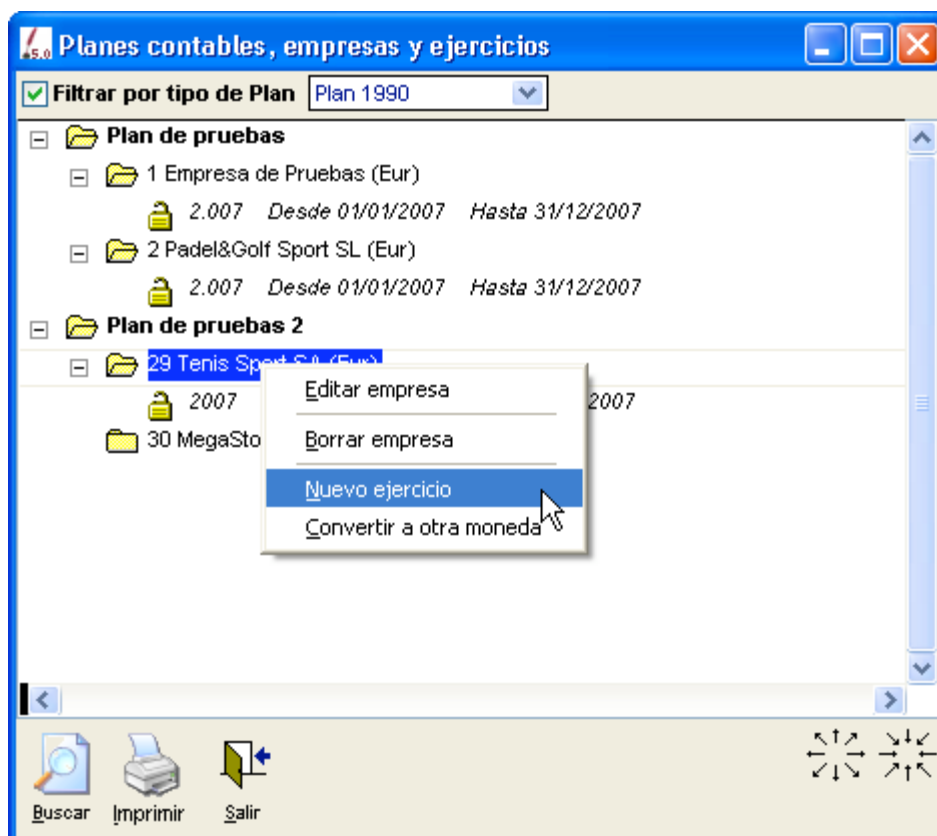 5.0 Planes contables, empresas y ejercicios
Filtrar por tipo de Plan Plan 1990
Plan de pruebas
1 Empresa de Pruebas (Eur)
2.007 Desde 01/01/2007 Hasta 31/12/2007
2 Padel&Golf Sport SL (Eur)
2.007 Desde 01/01/2007 Hasta 31/12/2007
Plan de pruebas 2
29 Tenis Sport S/L (Eur)
Editar empresa
2007 2007
30 MegaSto
Borrar empresa
Nuevo ejercicio
Convertir a otra moneda
Buscar Imprimir Salir